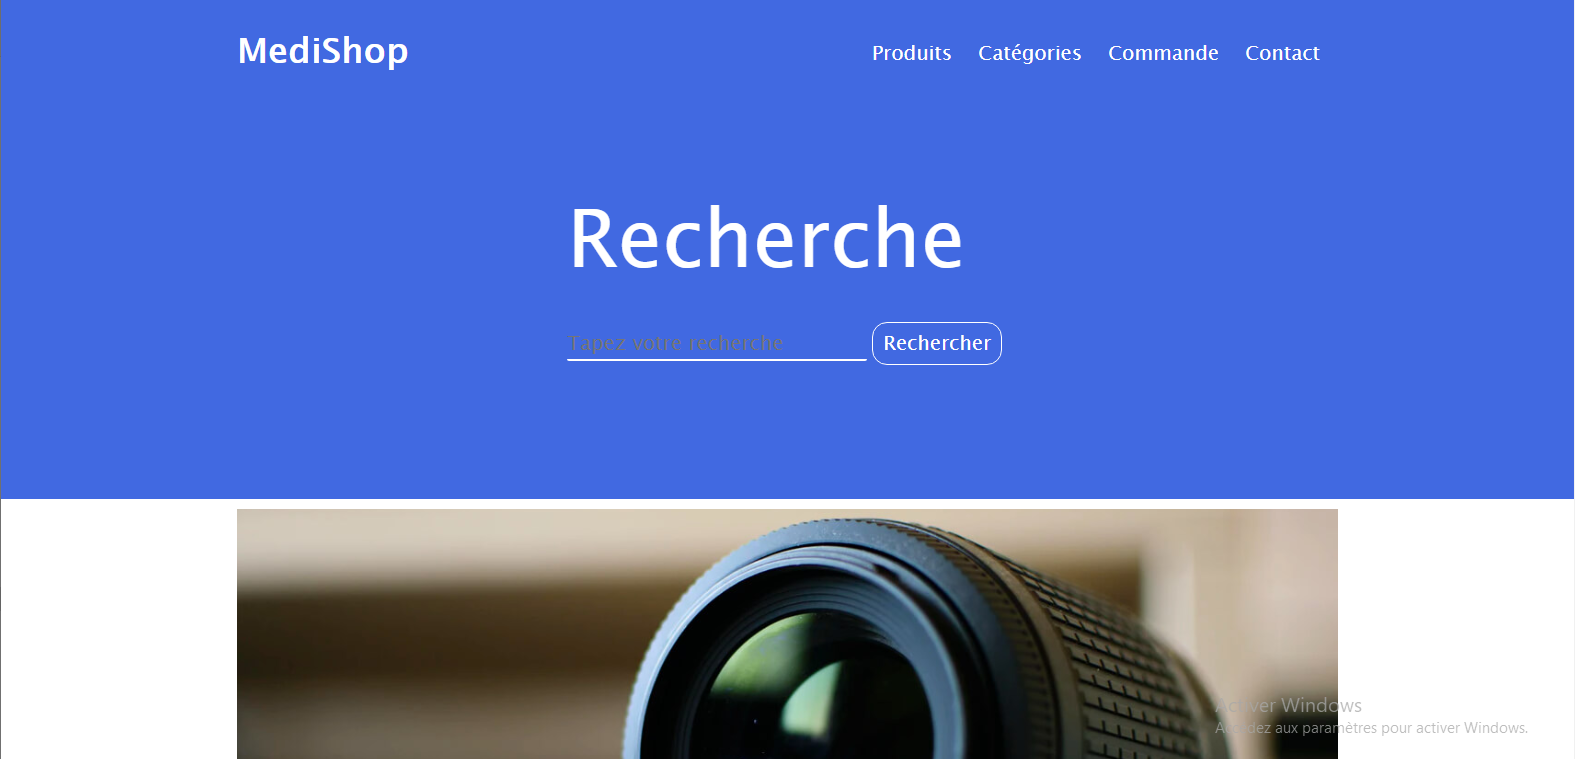 MediShop
Produits Catégories Commande Contact
Recherche
Tapez votre recherche
Rechercher
Activer Windows
Accédez aux paramètres pour activer Windows.